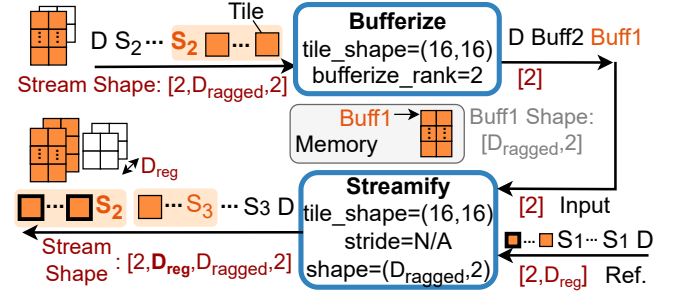 Tile
D S2 ··· S2 ···
Stream Shape: [2,Dragged,2]
Bufferize
tile_shape=(16,16)
bufferize_rank=2
D Buff2 Buff1
[2]
Buff1
Memory
Buff1 Shape:
[Dragged,2]
Dreg
··· S2 ··· S3 ··· S3 D
Stream
Shape : [2,Dreg,Dragged,2]
Streamify
tile_shape=(16,16)
stride=N/A
shape=(Dragged,2)
[2] Input
··· S1··· S1 D
[2,Dreg] Ref.